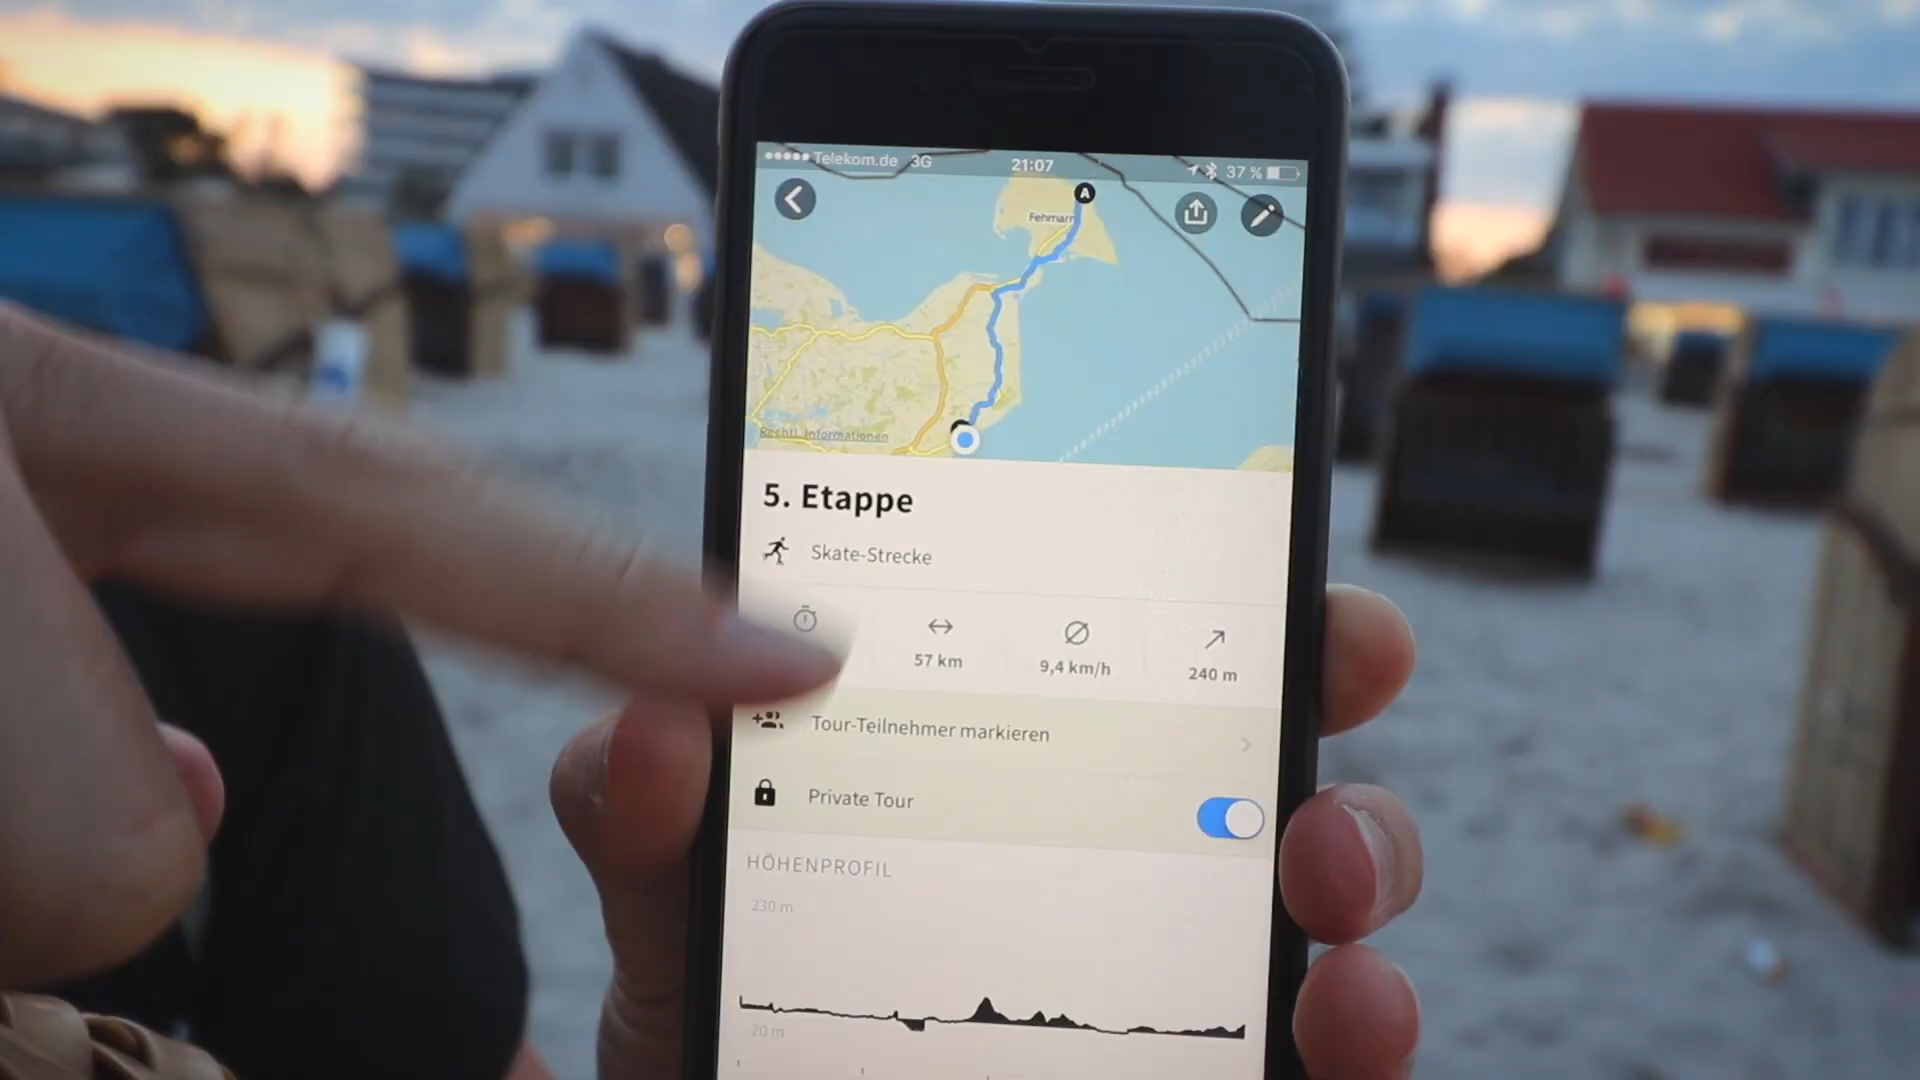 Telekom.de 3G 21:07 37 %
A
Fehmarn
Rechtl. Informationen
5. Etappe
Skate-Strecke
57 km 9,4 km/h 240 m
Tour-Teilnehmer markieren
Private Tour
HÖHENPROFIL
230 m
-20 m